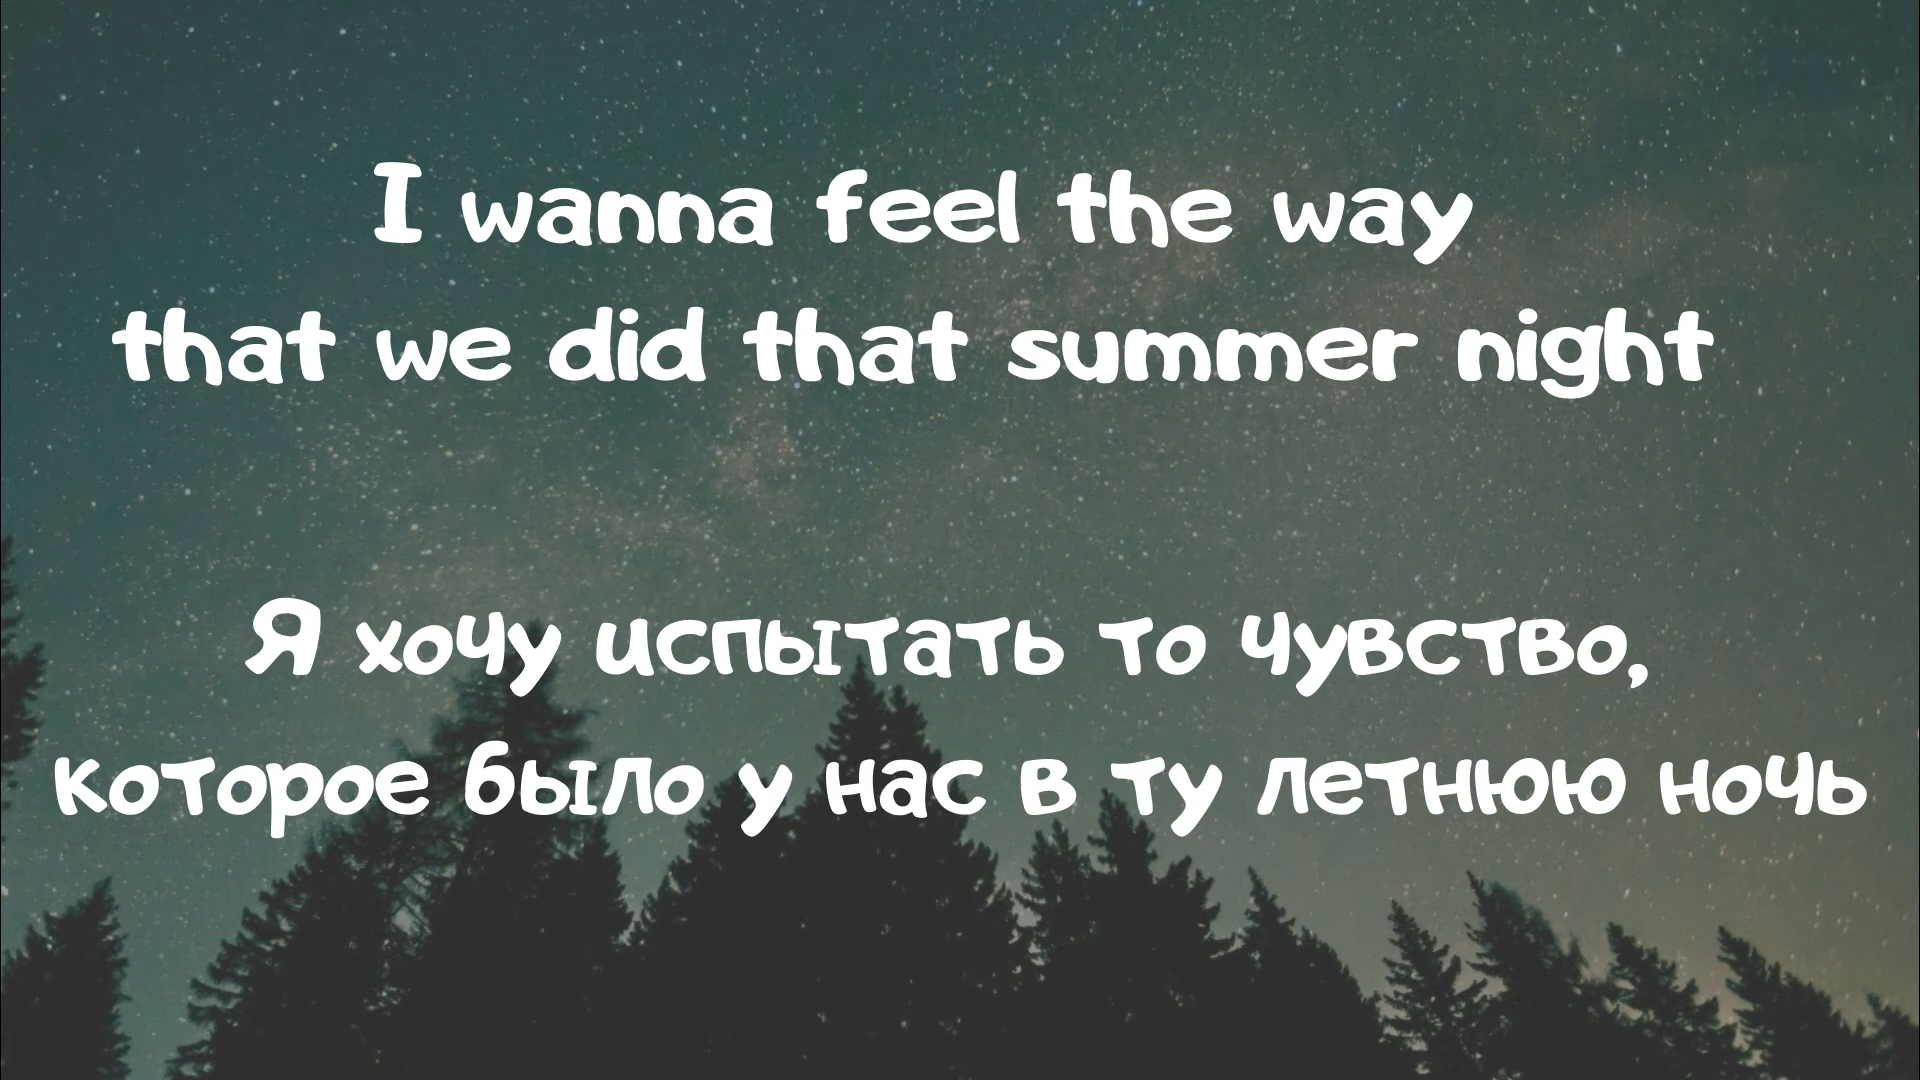 I wanna feel the way
that we did that summer night
Я хочу испытать то чувство,
которое было у нас в ту летнюю ночь